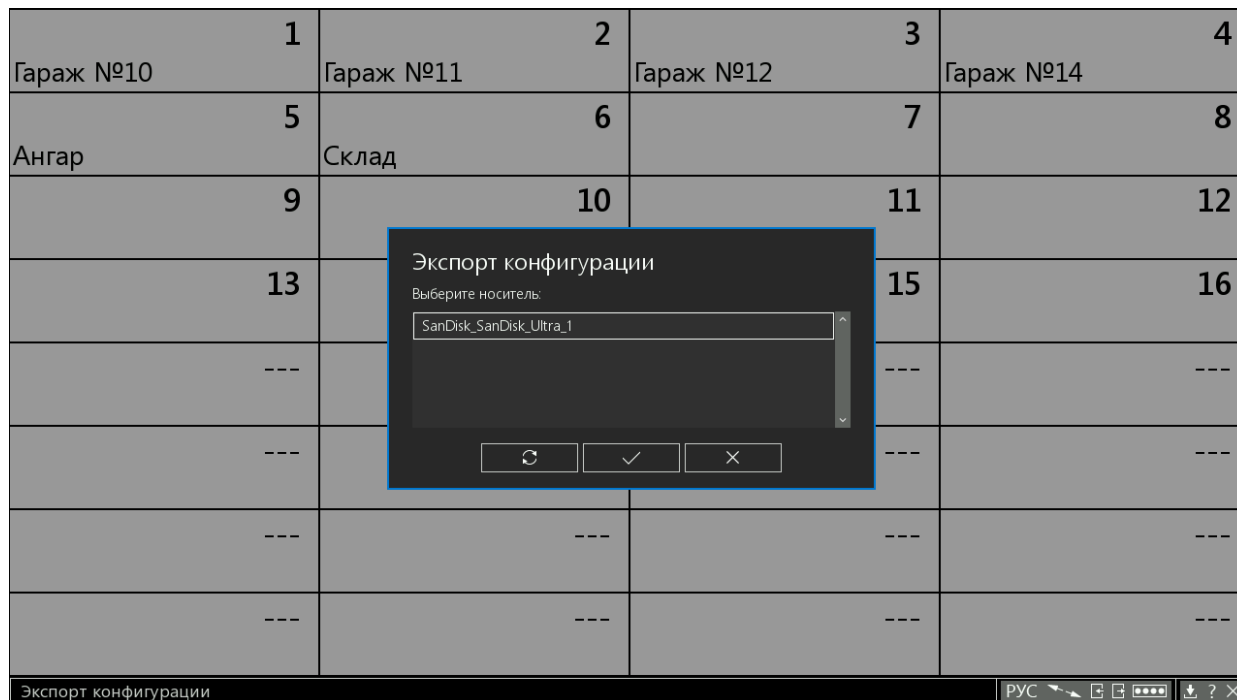 1 2 3 4
Гараж №10 Гараж №11 Гараж №12 Гараж №14
5 6 7 8
Ангар Склад
9 10 11 12
Экспорт конфигурации
13 15 16
Выберите носитель:
SanDisk_SanDisk_Ultra_1
--- --- ---
--- --- ---
--- --- --- ---
--- --- --- ---
Экспорт конфигурации РУС ?